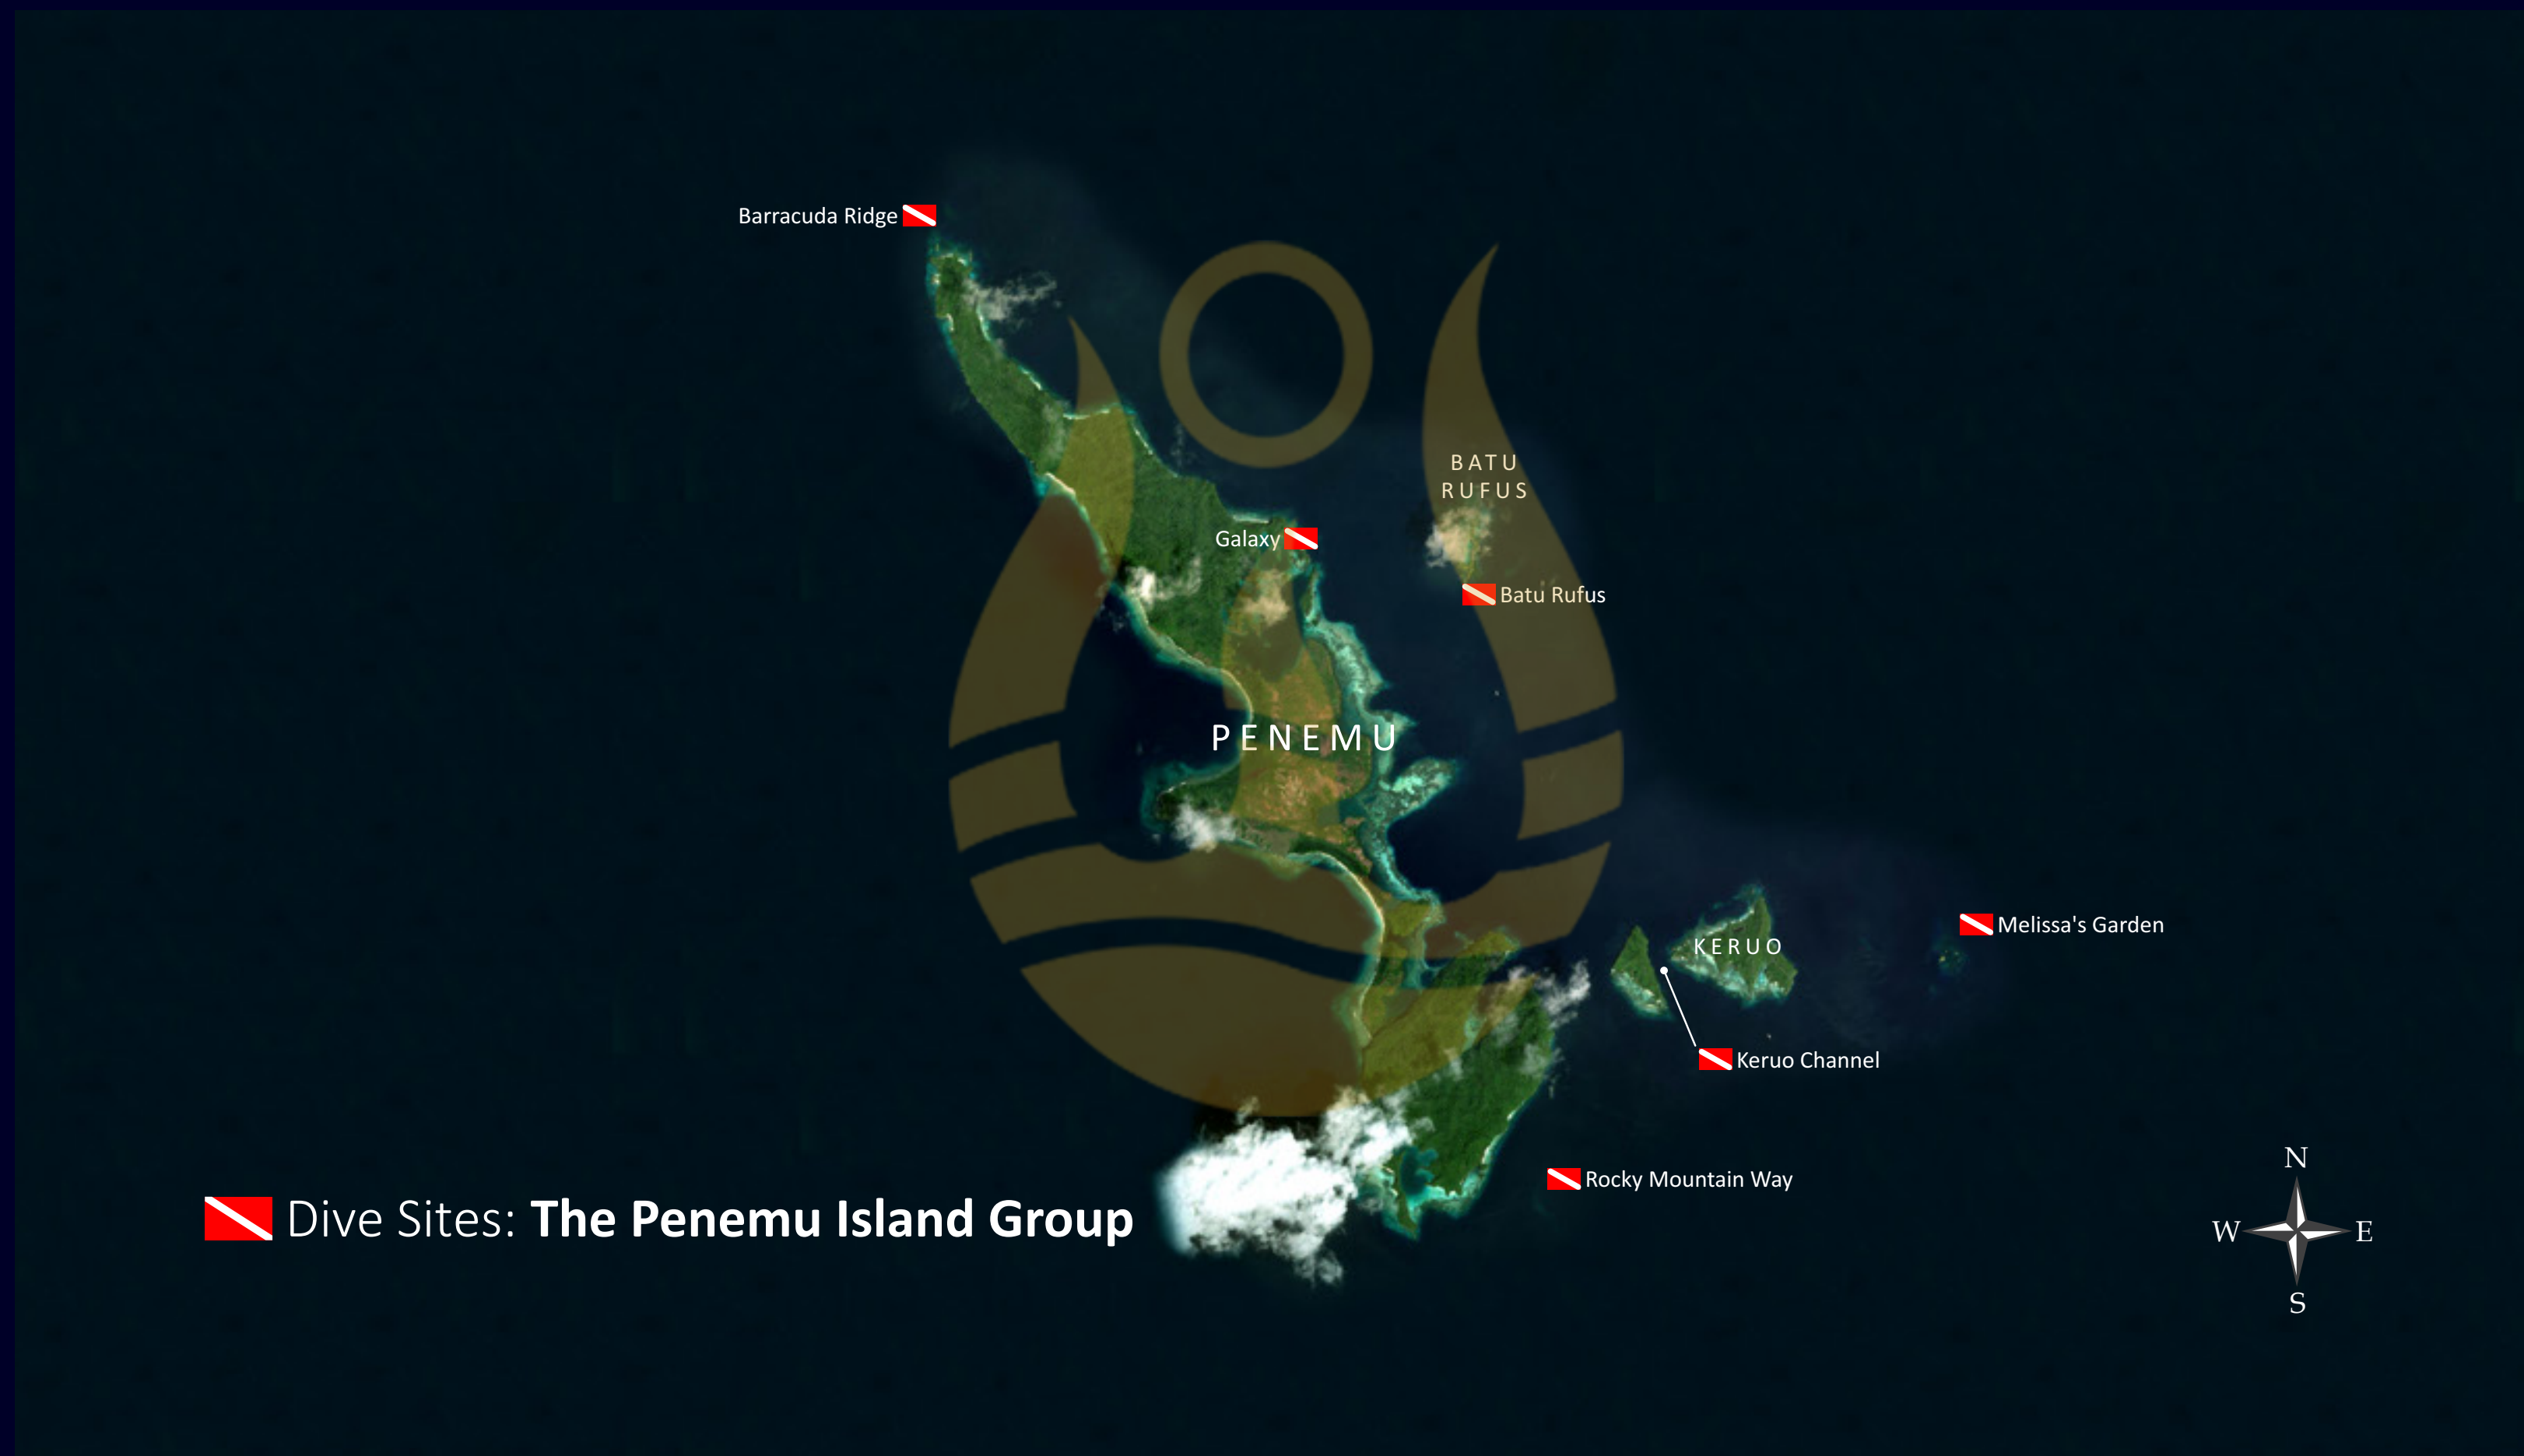 Barracuda Ridge
BATU
RUFUS
Galaxy
Batu Rufus
PENEMU
Melissa's Garden
KERUO
Keruo Channel
Rocky Mountain Way
Dive Sites: The Penemu Island Group
N
W E
S